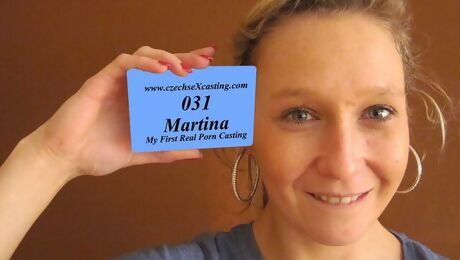 www.czechseXcasting.com
031
Martina
My First Real Porn Casting